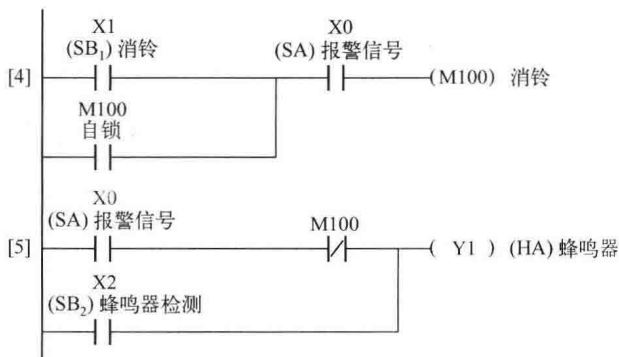 X1
X0
(SB₁) 消铃
(SA) 报警信号
[4]
(M100) 消铃
M100
自锁
X0
(SA) 报警信号
M100
[5]
( Y1 ) (HA) 蜂鸣器
X2
(SB₂) 蜂鸣器检测